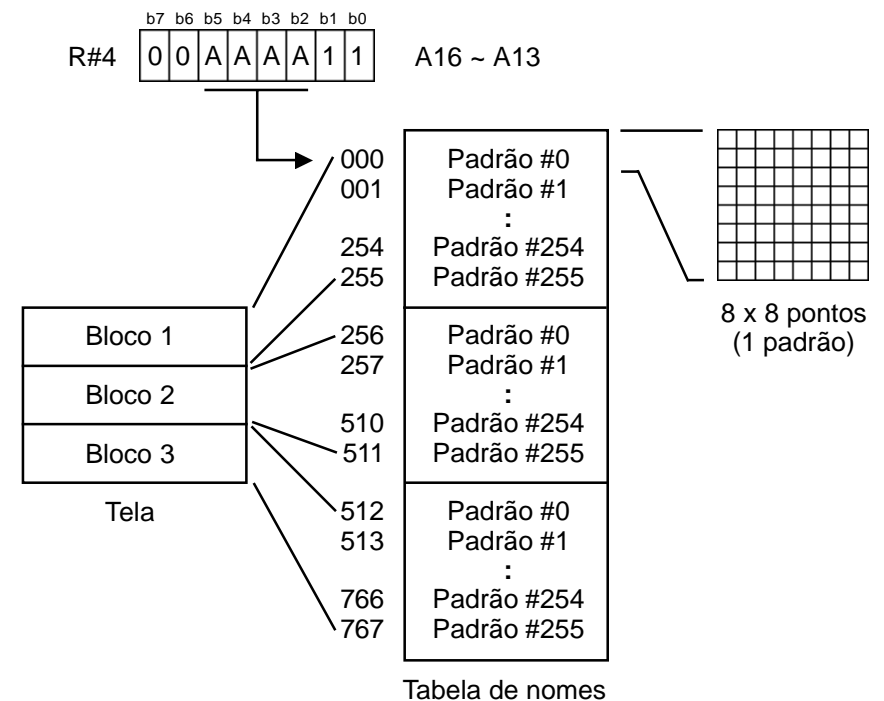 b7 b6 b5 b4 b3 b2 b1 b0
R#4 0 0 A A A A 1 1 A16 ~ A13
000 Padrão #0
001 Padrão #1
:
254 Padrão #254
255 Padrão #255
8 x 8 pontos
(1 padrão)
Bloco 1
Bloco 2
Bloco 3
Tela
256 Padrão #0
257 Padrão #1
:
510 Padrão #254
511 Padrão #255
512 Padrão #0
513 Padrão #1
:
766 Padrão #254
767 Padrão #255
Tabela de nomes